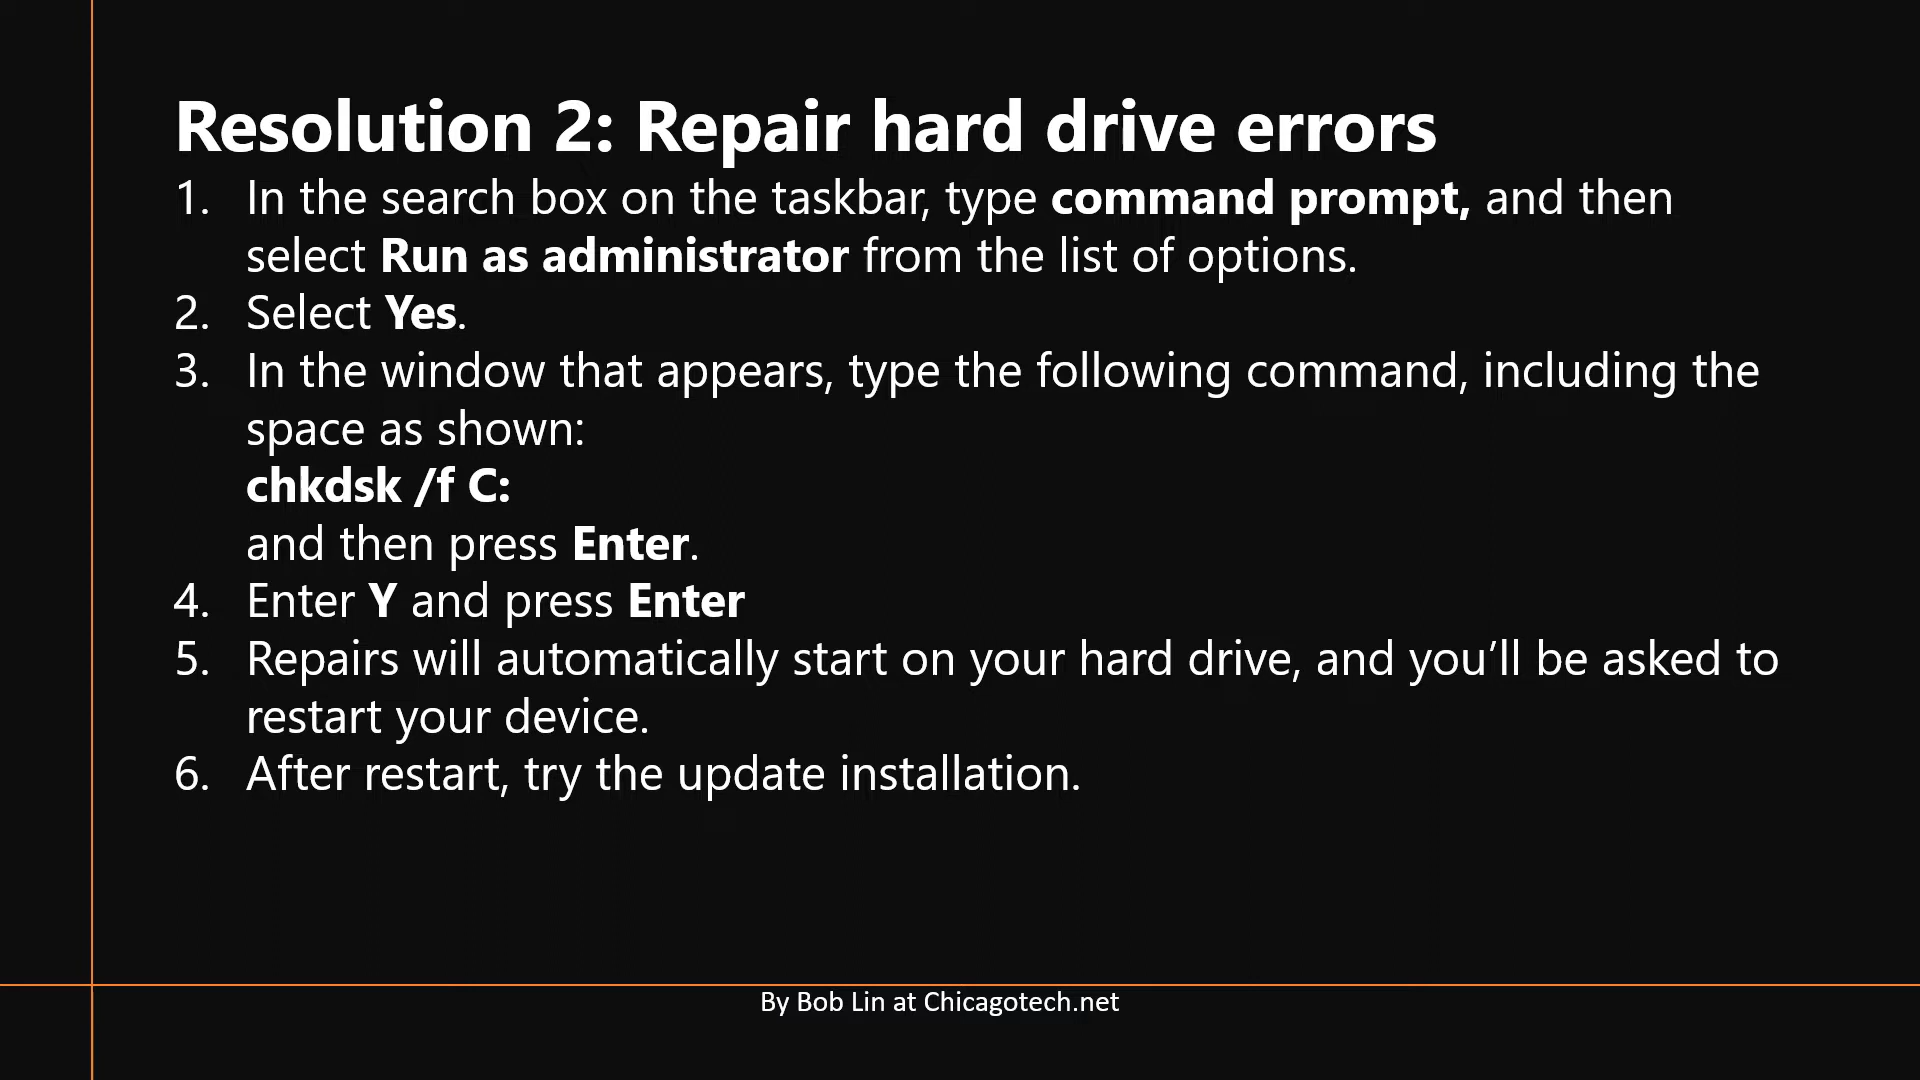 Resolution 2: Repair hard drive errors
1. In the search box on the taskbar, type command prompt, and then
select Run as administrator from the list of options.
2. Select Yes.
3. In the window that appears, type the following command, including the
space as shown:
chkdsk /f C:
and then press Enter.
4. Enter Y and press Enter
5. Repairs will automatically start on your hard drive, and you’ll be asked to
restart your device.
6. After restart, try the update installation.
By Bob Lin at Chicagotech.net